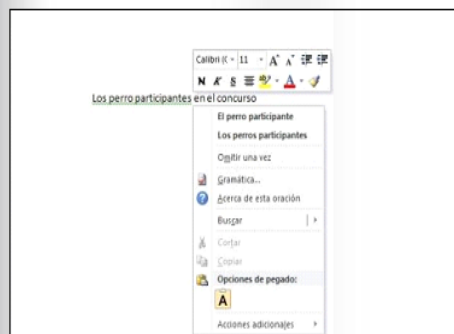 Calibri (C 11 A A
N K S A
Los perro participantes en el concurso
El perro participante
Los perros participantes
Omitir una vez
Gramática...
Acerca de esta oración
Buscar
Cortar
Copiar
Opciones de pegado:
A
Acciones adicionales